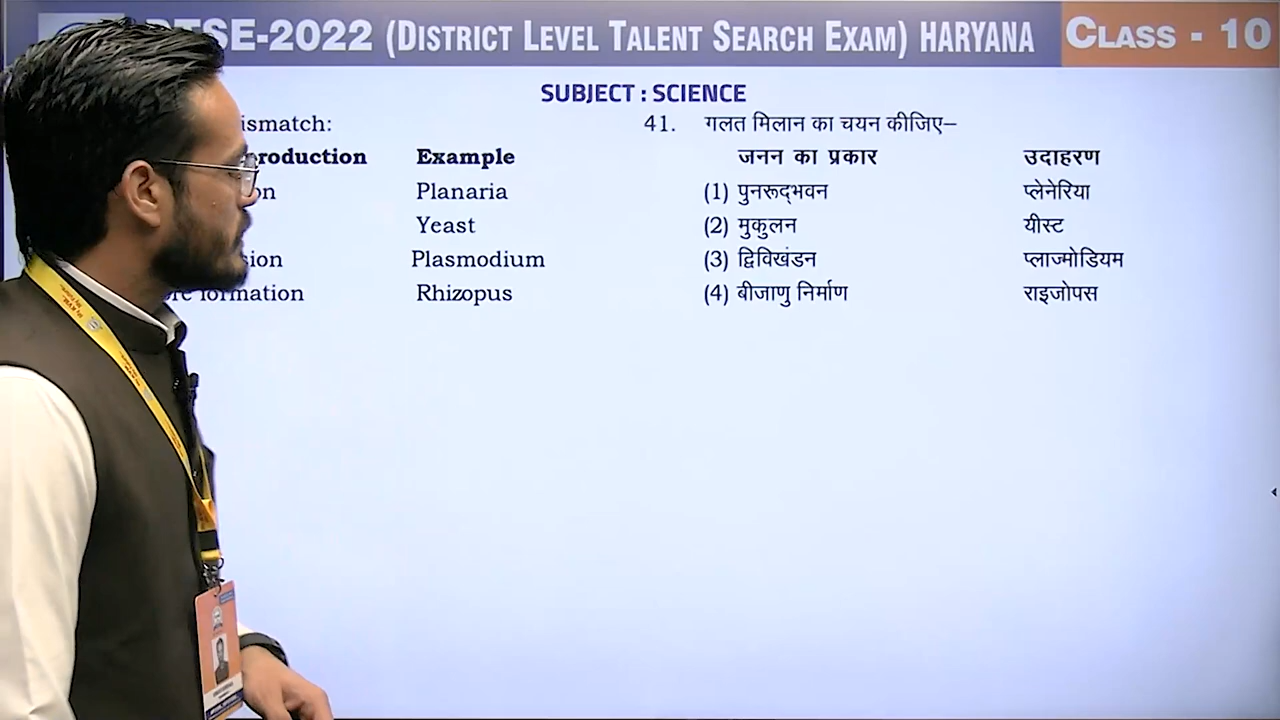 SE-2022 (DISTRICT LEVEL TALENT SEARCH EXAM) HARYANA CLASS - 10
SUBJECT : SCIENCE
ismatch:
roduction Example
on Planaria
Yeast
sion Plasmodium
formation Rhizopus
41. गलत मिलान का चयन कीजिए–
जनन का प्रकार उदाहरण
(1) पुनरूद्भवन प्लेनेरिया
(2) मुकुलन यीस्ट
(3) द्विविखंडन प्लाज्मोडियम
(4) बीजाणु निर्माण राइजोपस